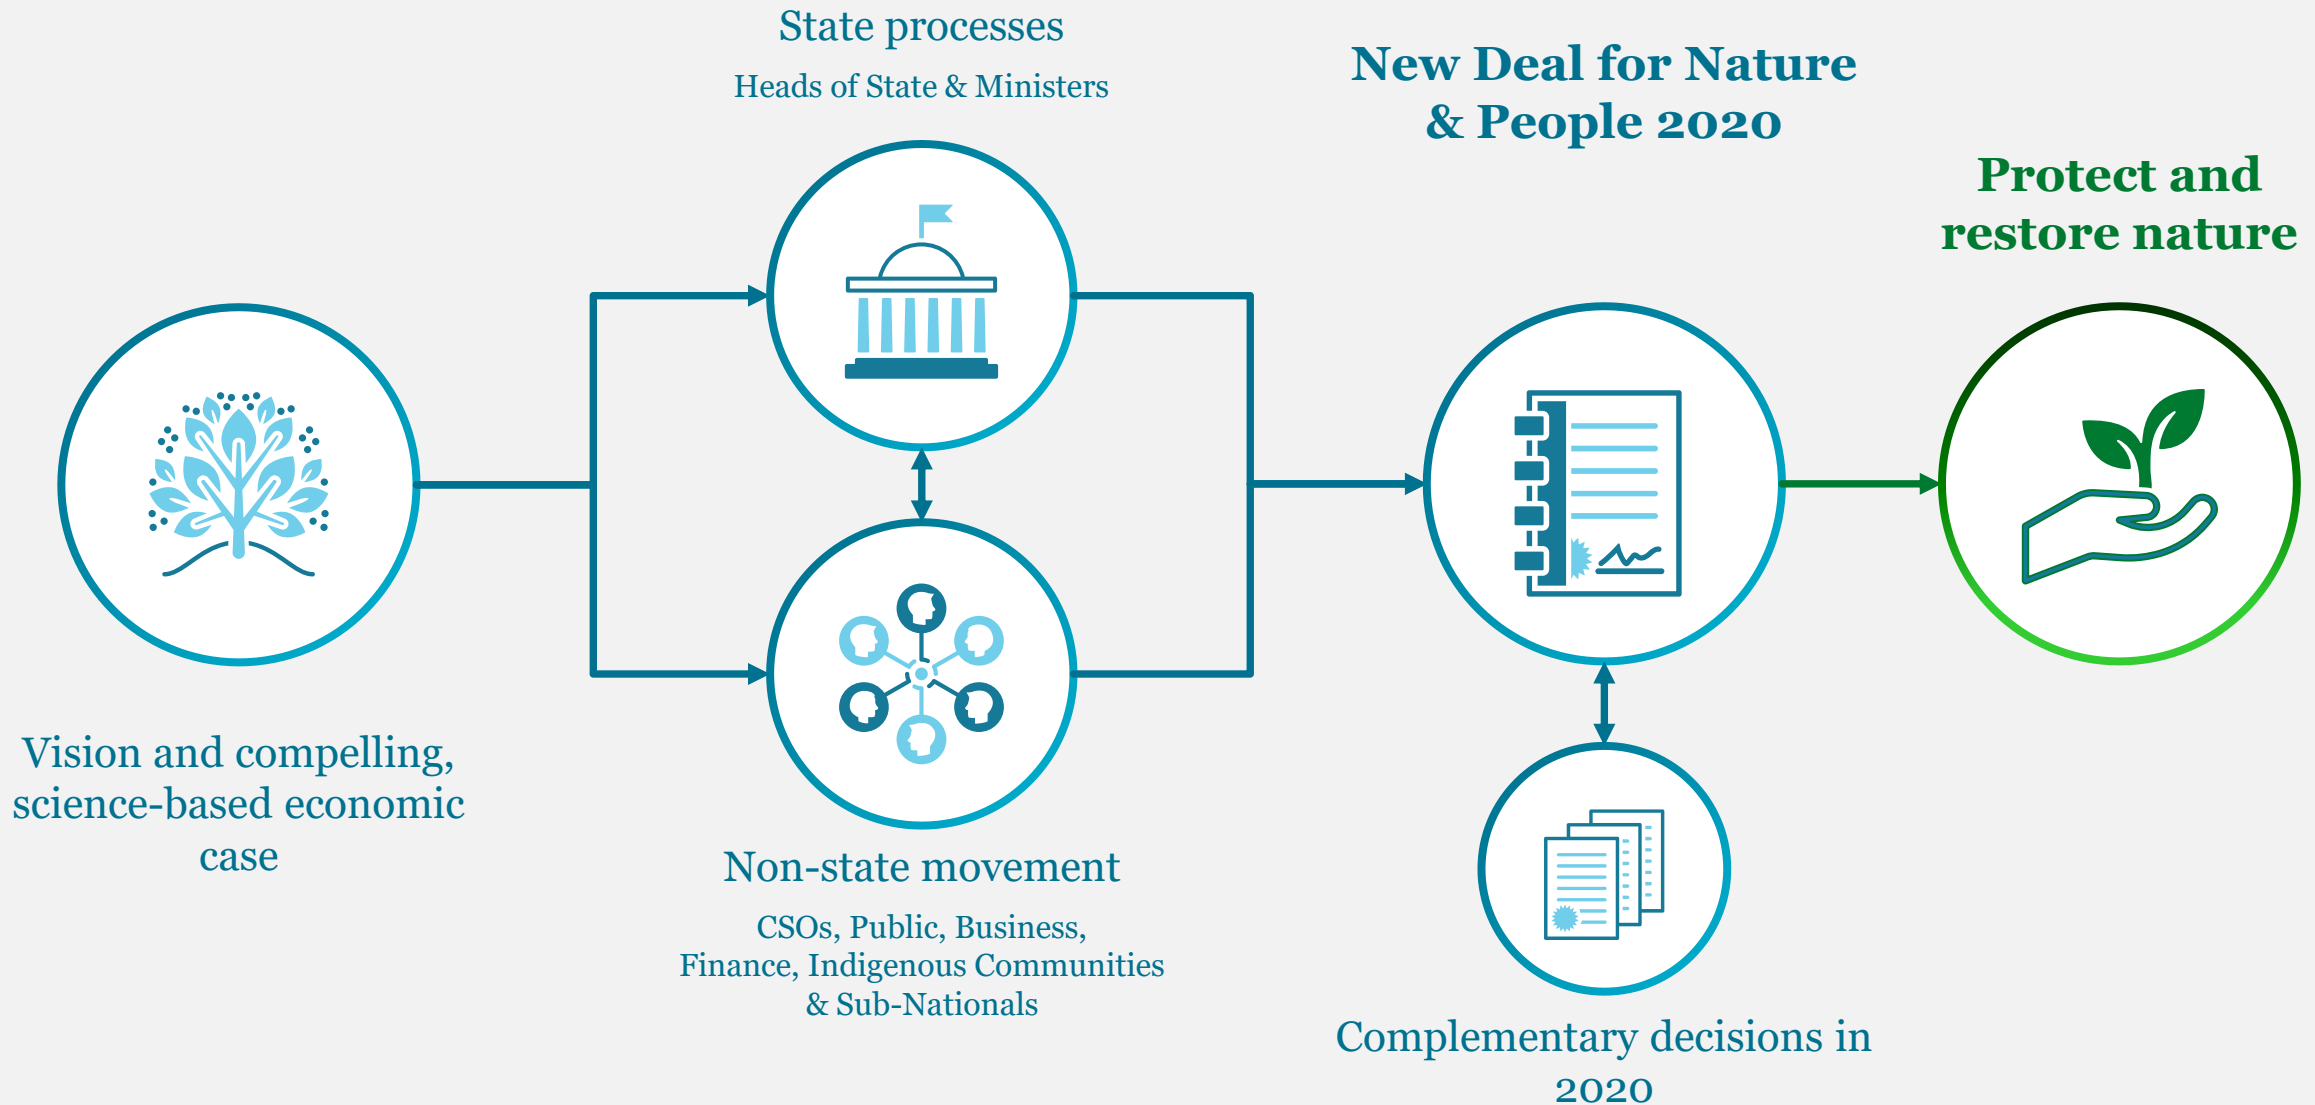 State processes
Heads of State & Ministers
New Deal for Nature
& People 2020
Protect and
restore nature
Vision and compelling,
science-based economic
case
Non-state movement
CSOs, Public, Business,
Finance, Indigenous Communities
& Sub-Nationals
Complementary decisions in
2020